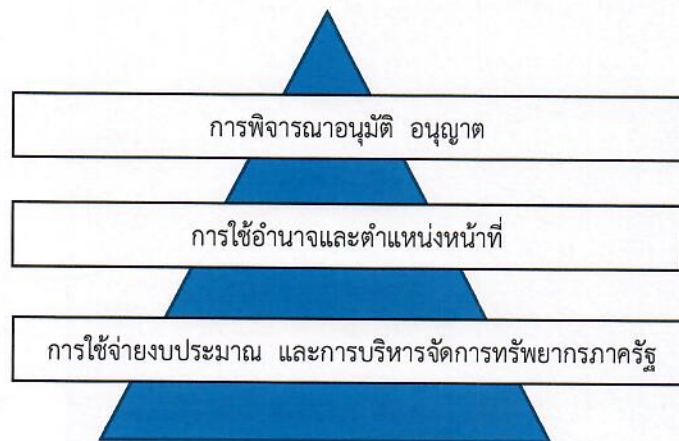 การพิจารณาอนุมัติ อนุญาต
การใช้อำนาจและตำแหน่งหน้าที่
การใช้จ่ายงบประมาณ และการบริหารจัดการทรัพยากรภาครัฐ